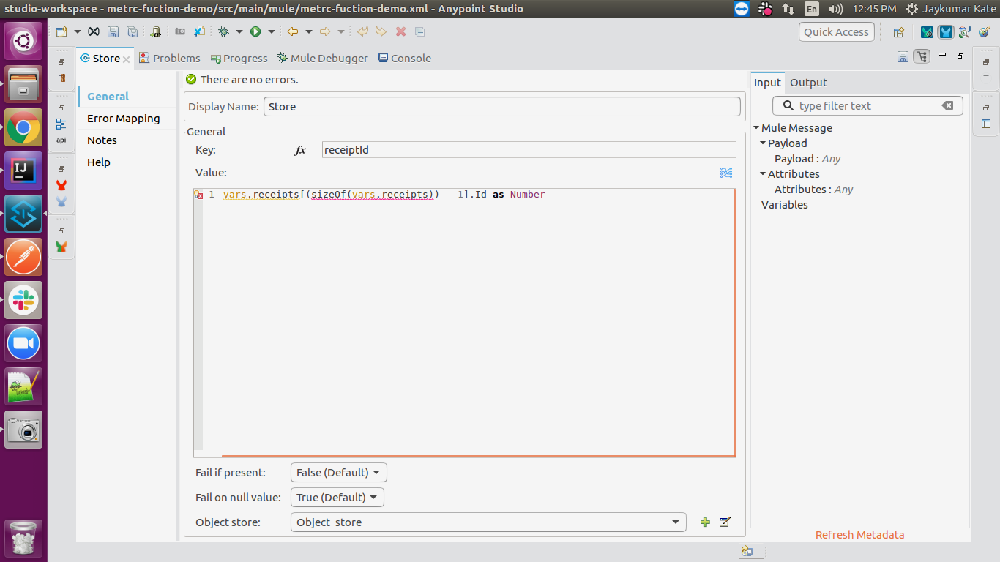 studio-workspace - metrc-fuction-demo/src/main/mule/metrc-fuction-demo.xml - Anypoint Studio
En
12:45 PM
Jaykumar Kate
Quick Access
Store
Problems
Progress
Mule Debugger
Console
General
Error Mapping
Notes
Help
There are no errors.
Display Name: Store
General
Key: fx receiptId
Value:
1 vars.receipts[(sizeOf(vars.receipts)) - 1].Id as Number
Fail if present: False (Default)
Fail on null value: True (Default)
Object store: Object_store
Input Output
type filter text
Mule Message
Payload
Payload : Any
Attributes
Attributes : Any
Variables
Refresh Metadata
api
IJ